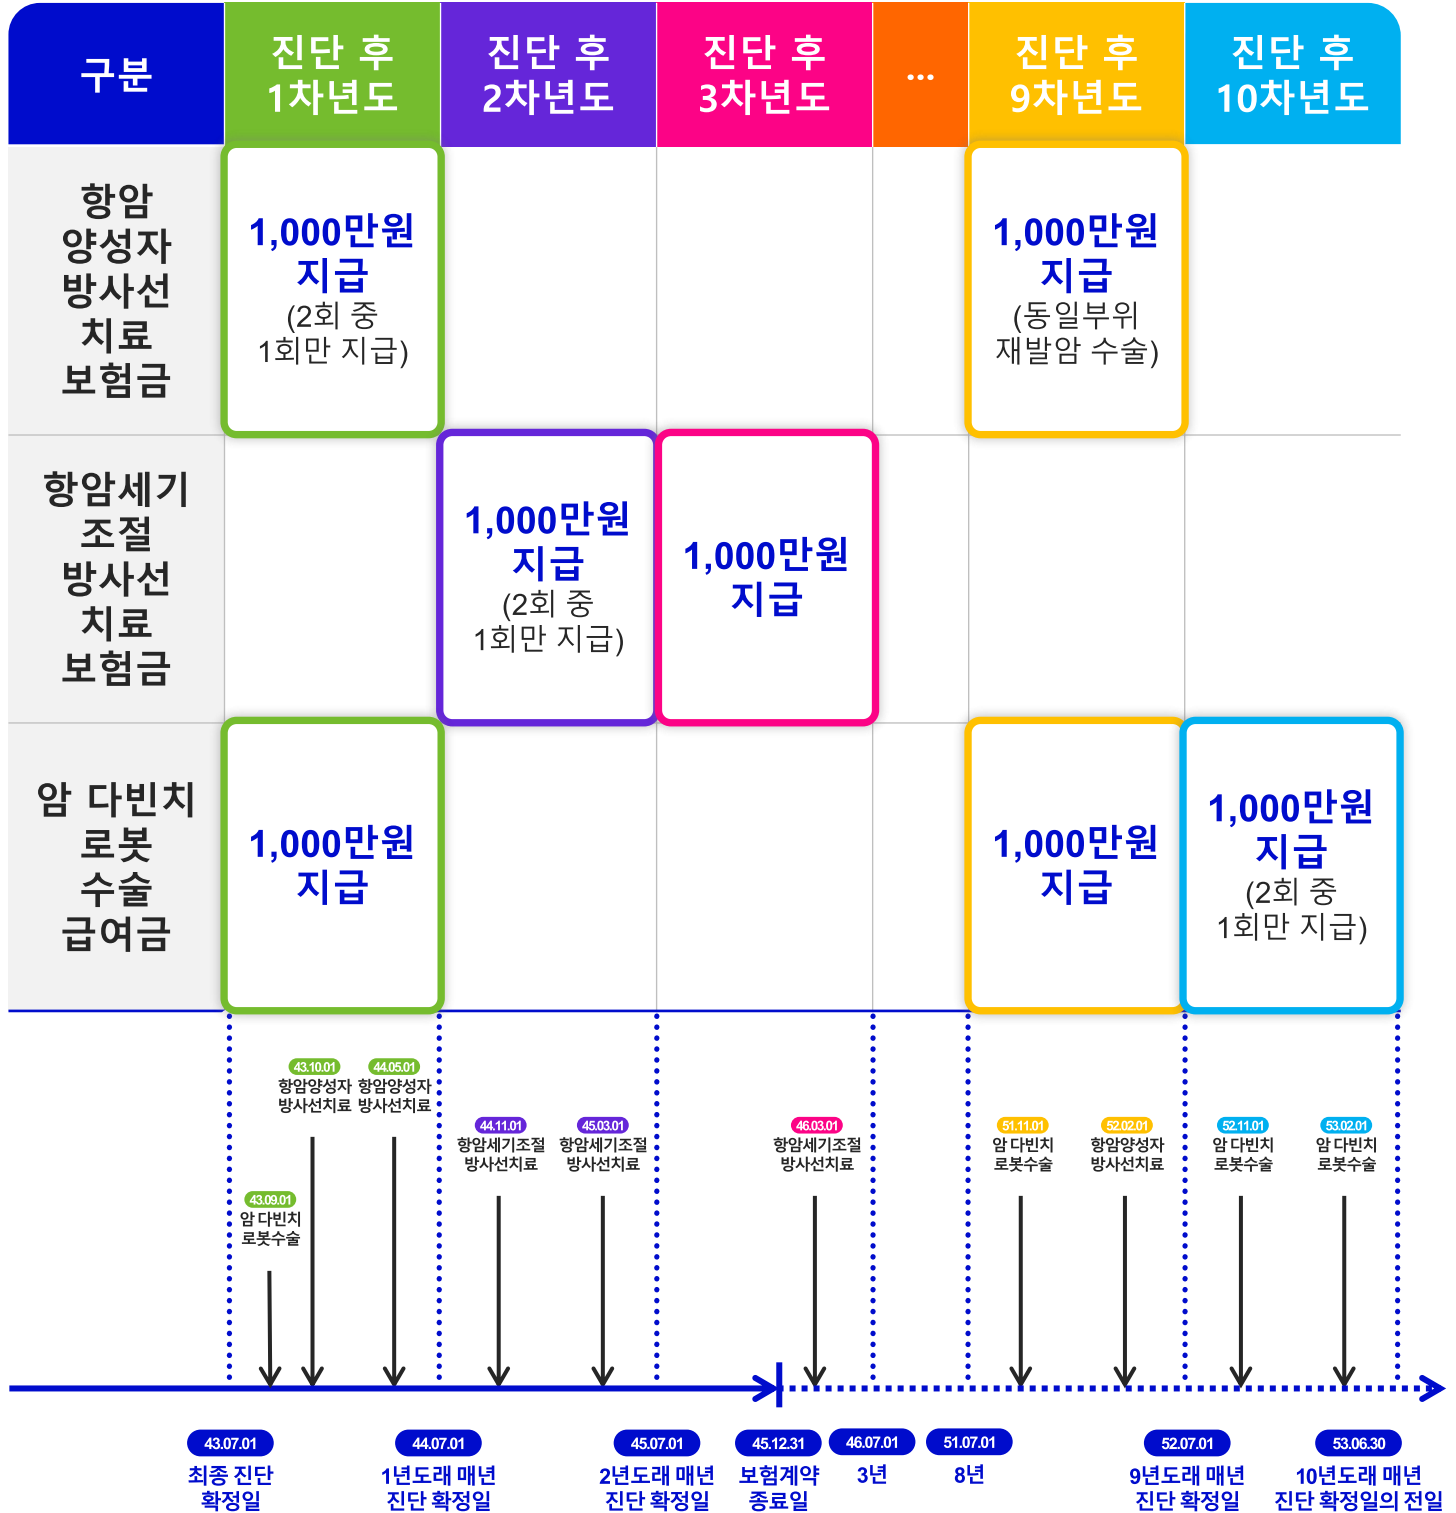 구분
진단 후
1차년도
진단 후
2차년도
진단 후
3차년도
...
진단 후
9차년도
진단 후
10차년도
항암
양성자
방사선
치료
보험금
1,000만원
지급
(2회 중
1회만 지급)
1,000만원
지급
(동일부위
재발암 수술)
항암세기
조절
방사선
치료
보험금
1,000만원
지급
(2회 중
1회만 지급)
1,000만원
지급
암 다빈치
로봇
수술
급여금
1,000만원
지급
1,000만원
지급
1,000만원
지급
(2회 중
1회만 지급)
43.09.01
암 다빈치
로봇수술
43.10.01
항암양성자
방사선치료
44.05.01
항암양성자
방사선치료
44.11.01
항암세기조절
방사선치료
45.03.01
항암세기조절
방사선치료
46.03.01
항암세기조절
방사선치료
51.11.01
암 다빈치
로봇수술
52.02.01
항암양성자
방사선치료
52.11.01
암 다빈치
로봇수술
53.02.01
암 다빈치
로봇수술
43.07.01
최종 진단
확정일
44.07.01
1년도래 매년
진단 확정일
45.07.01
2년도래 매년
진단 확정일
45.12.31
보험계약
종료일
46.07.01
3년
51.07.01
8년
52.07.01
9년도래 매년
진단 확정일
53.06.30
10년도래 매년
진단 확정일의 전일